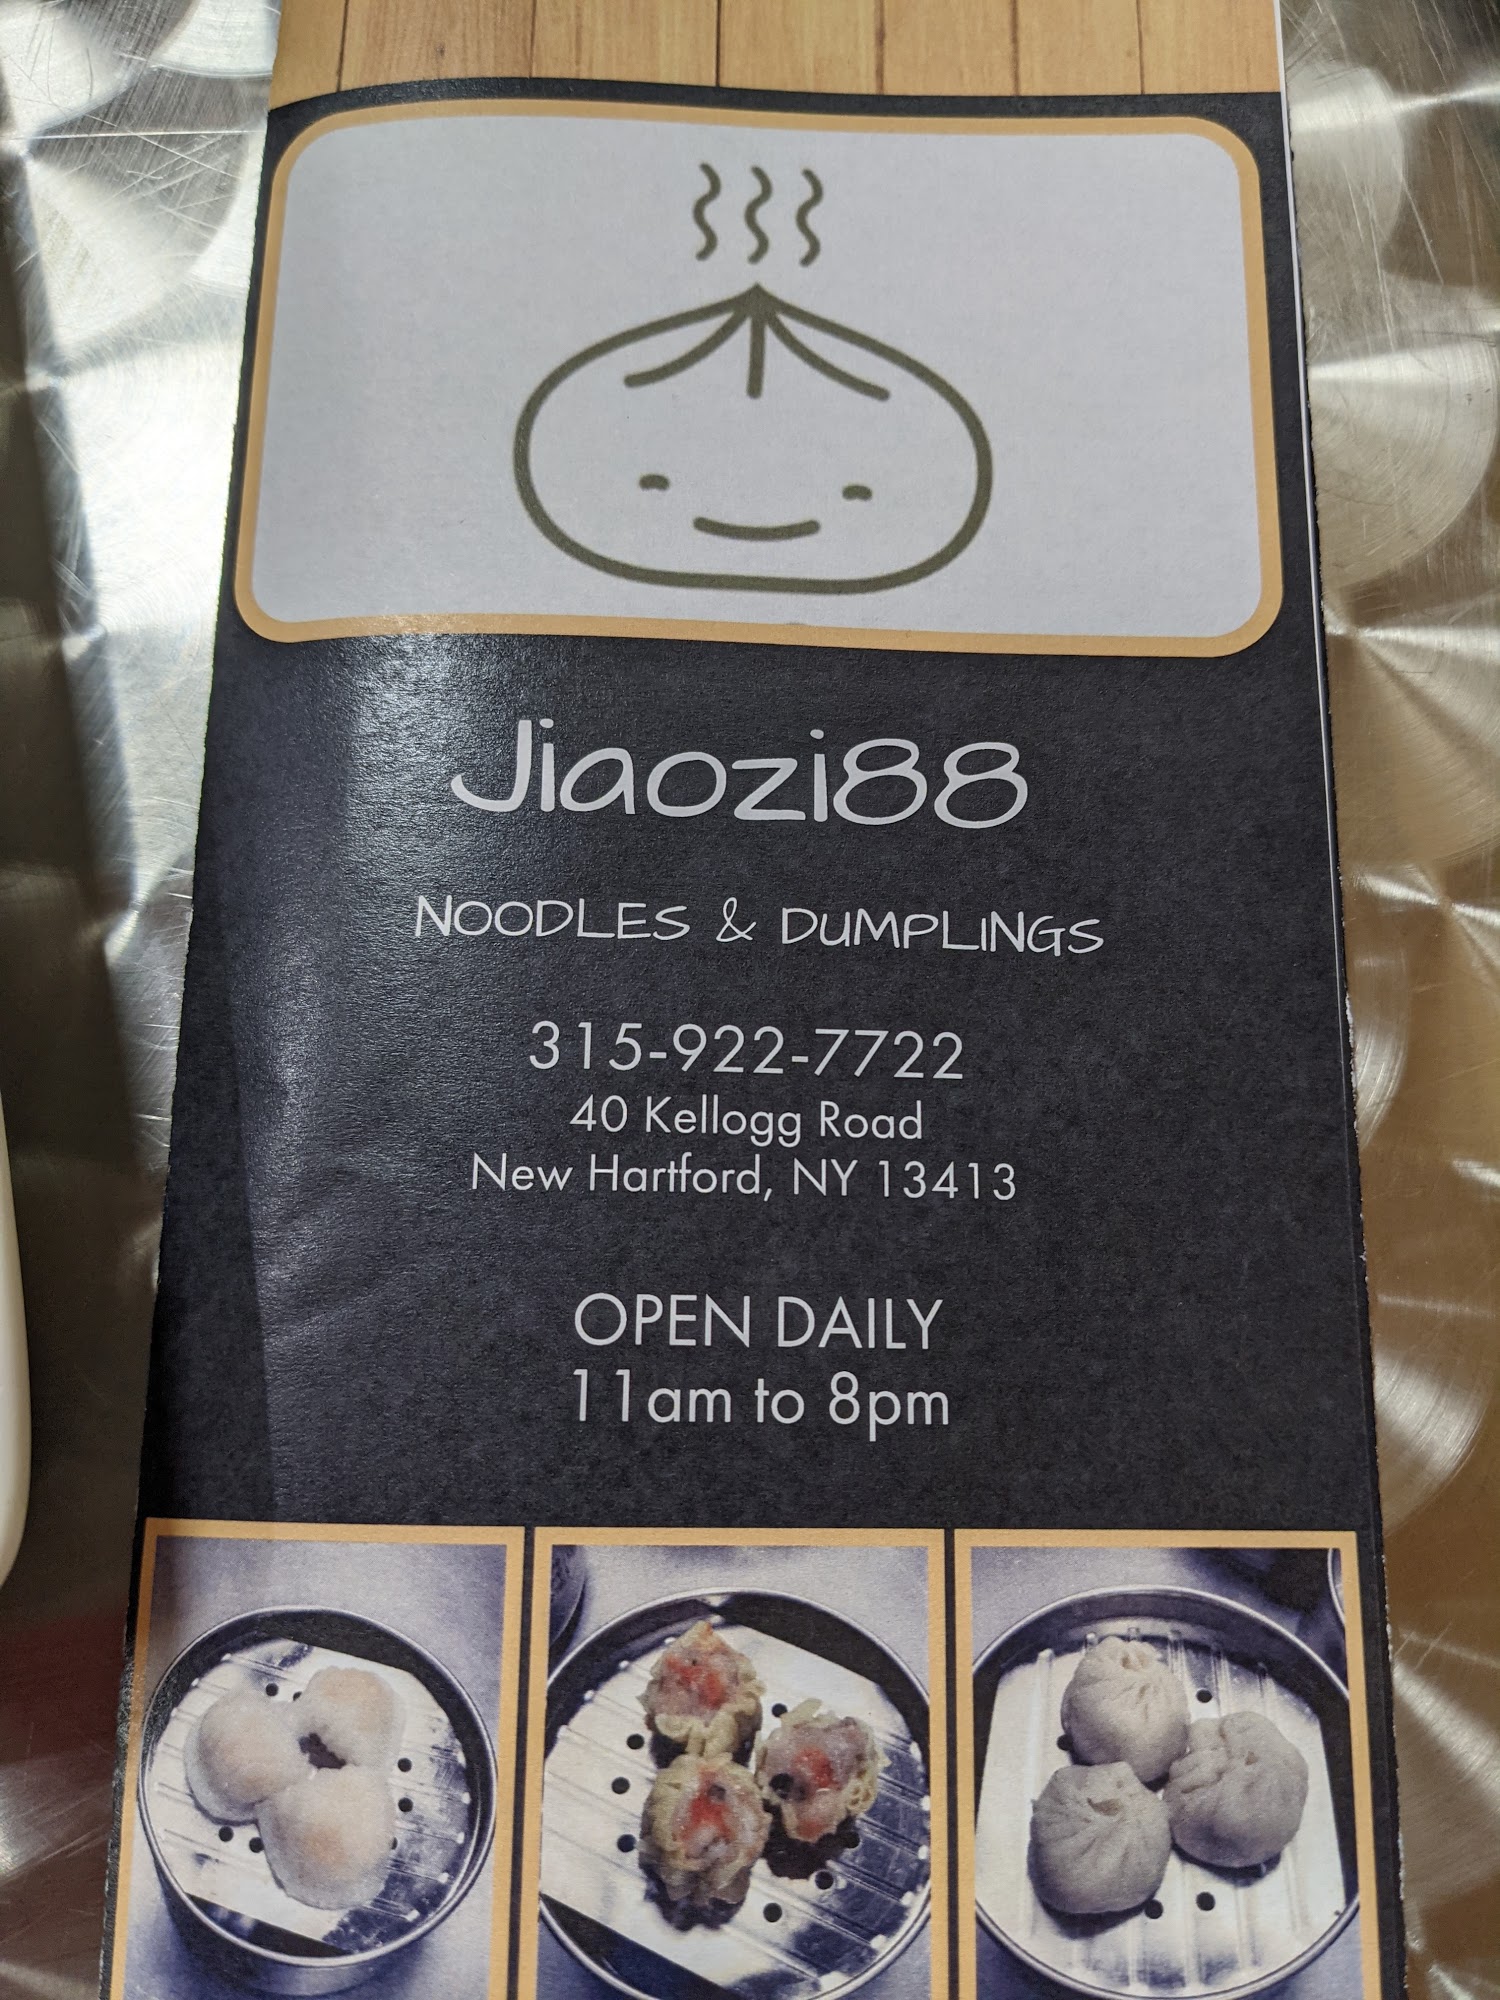 Jiaozi88
NOODLES & DUMPLINGS
315-922-7722
40 Kellogg Road
New Hartford, NY 13413
OPEN DAILY
11am to 8pm